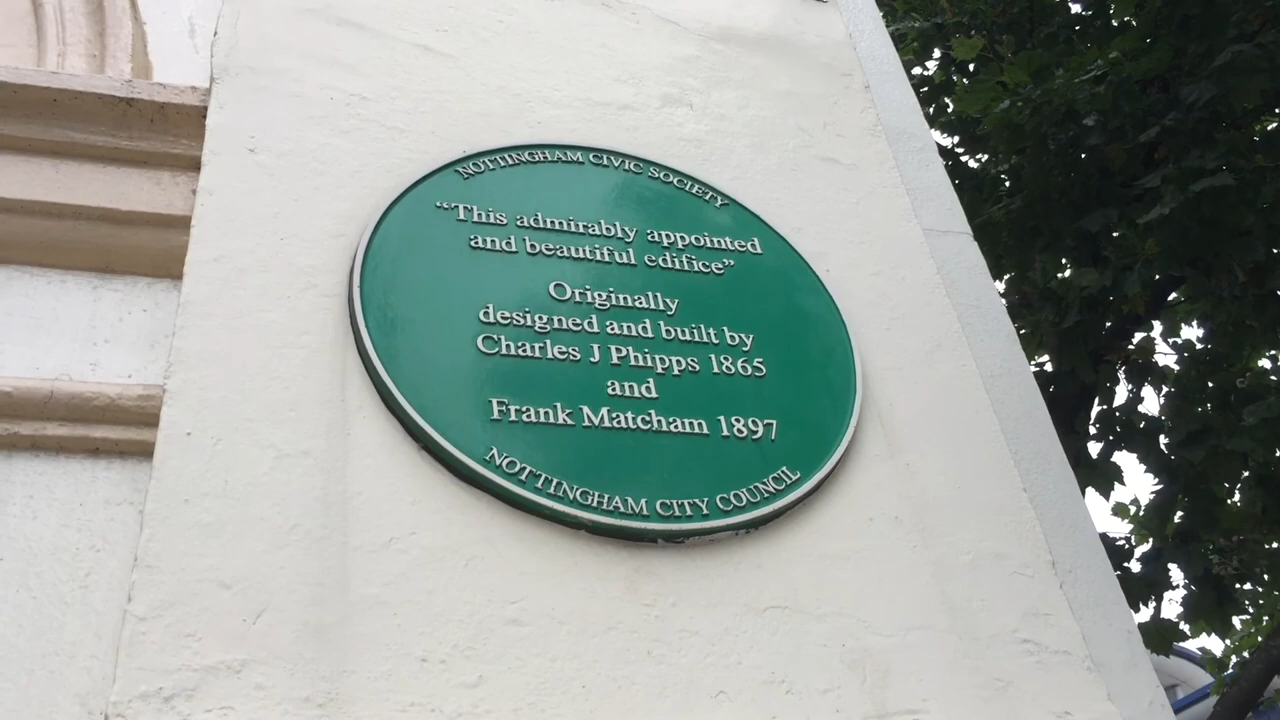 NOTTINGHAM CIVIC SOCIETY
“This admirably appointed
and beautiful edifice”
Originally
designed and built by
Charles J Phipps 1865
and
Frank Matcham 1897
NOTTINGHAM CITY COUNCIL